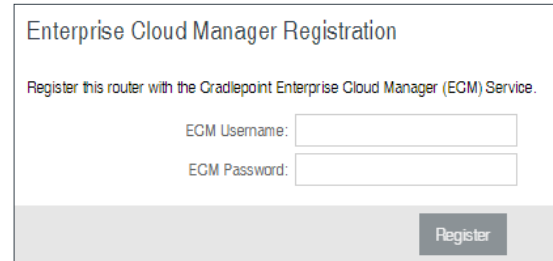 Enterprise Cloud Manager Registration
Register this router with the Cradlepoint Enterprise Cloud Manager (ECM) Service.
ECM Username:
ECM Password:
Register